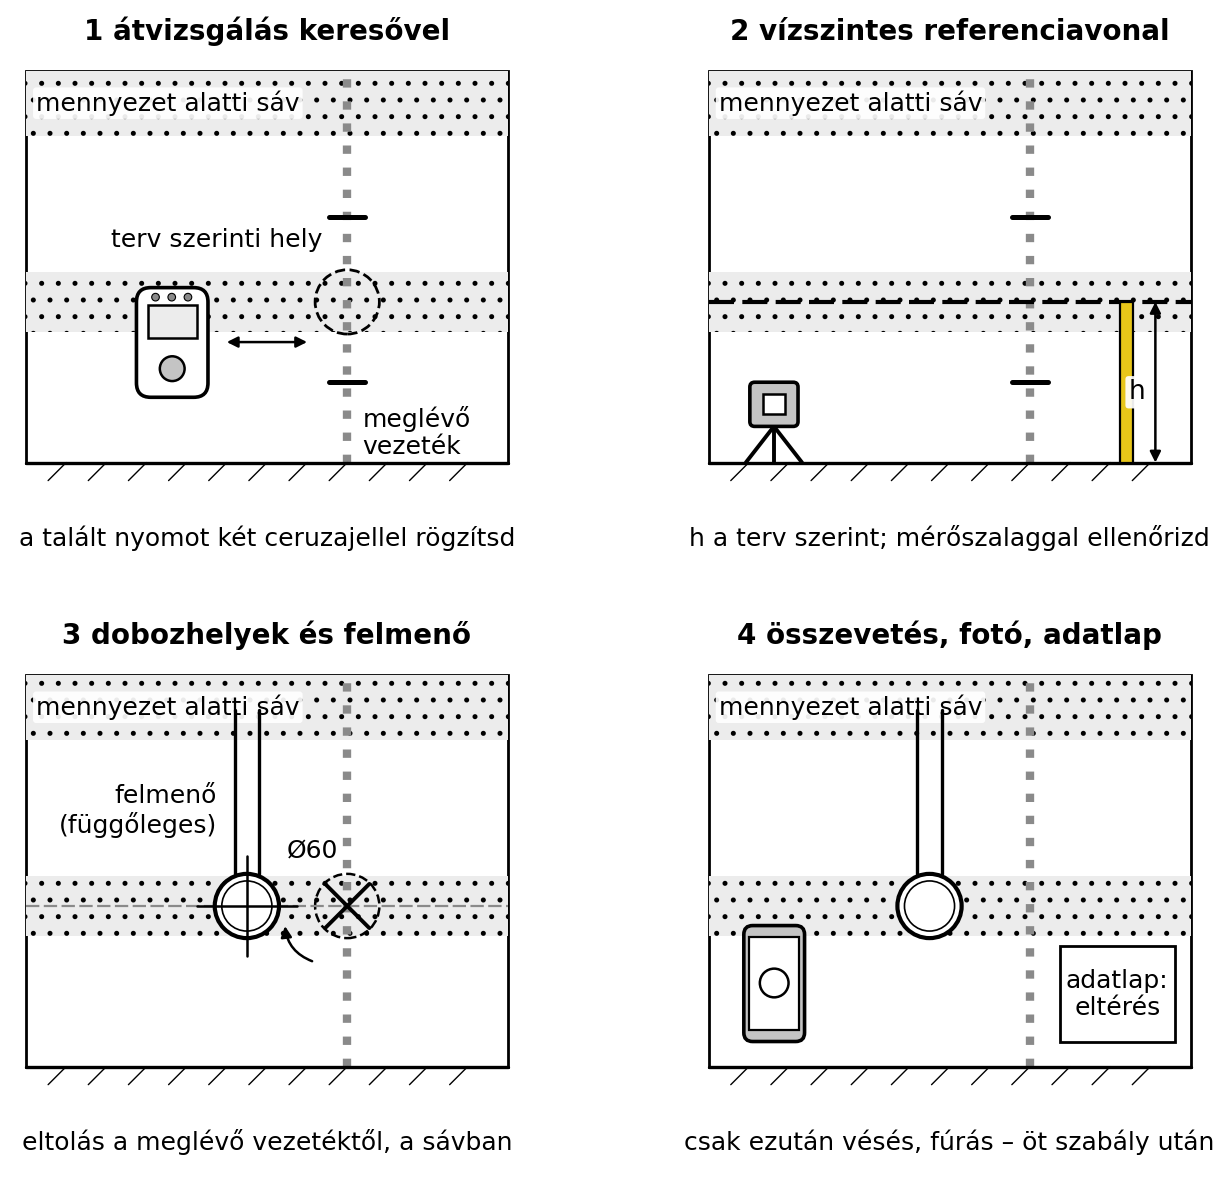 1 átvizsgálás keresővel
mennyezet alatti sáv
terv szerinti hely
meglévő
vezeték
a talált nyomot két ceruzajellel rögzítsd
2 vízszintes referenciavonal
mennyezet alatti sáv
h
h a terv szerint; mérőszalaggal ellenőrizd
3 dobozhelyek és felmenő
mennyezet alatti sáv
felmenő
(függőleges)
Ø60
eltolás a meglévő vezetéktől, a sávban
4 összevetés, fotó, adatlap
mennyezet alatti sáv
adatlap:
eltérés
csak ezután vésés, fúrás – öt szabály után